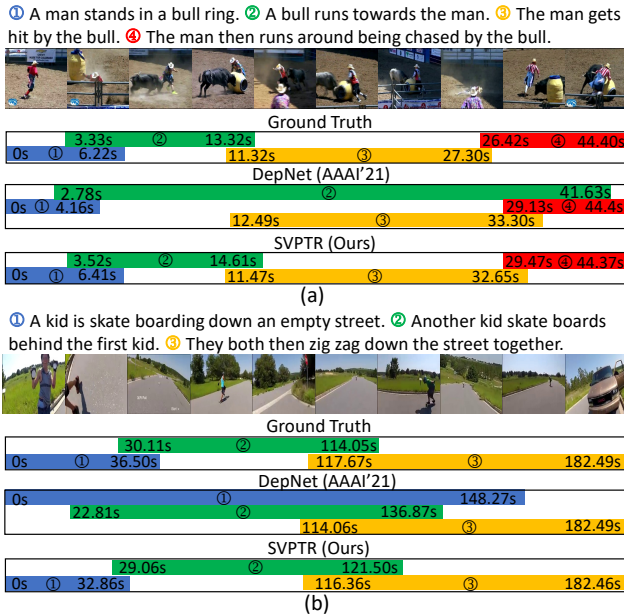 ① A man stands in a bull ring. ② A bull runs towards the man. ③ The man gets
hit by the bull. ④ The man then runs around being chased by the bull.
Ground Truth
3.33s ② 13.32s 26.42s ④ 44.40s
0s ① 6.22s 11.32s ③ 27.30s
DepNet (AAAI'21)
2.78s ② 41.63s
0s ① 4.16s 29.13s ④ 44.4s
12.49s ③ 33.30s
SVPTR (Ours)
3.52s ② 14.61s 29.47s ④ 44.37s
0s ① 6.41s 11.47s ③ 32.65s
(a)
① A kid is skate boarding down an empty street. ② Another kid skate boards
behind the first kid. ③ They both then zig zag down the street together.
Ground Truth
30.11s ② 114.05s
0s ① 36.50s 117.67s ③ 182.49s
DepNet (AAAI'21)
0s ① 148.27s
22.81s ② 136.87s
114.06s ③ 182.49s
SVPTR (Ours)
29.06s ② 121.50s
0s ① 32.86s 116.36s ③ 182.46s
(b)